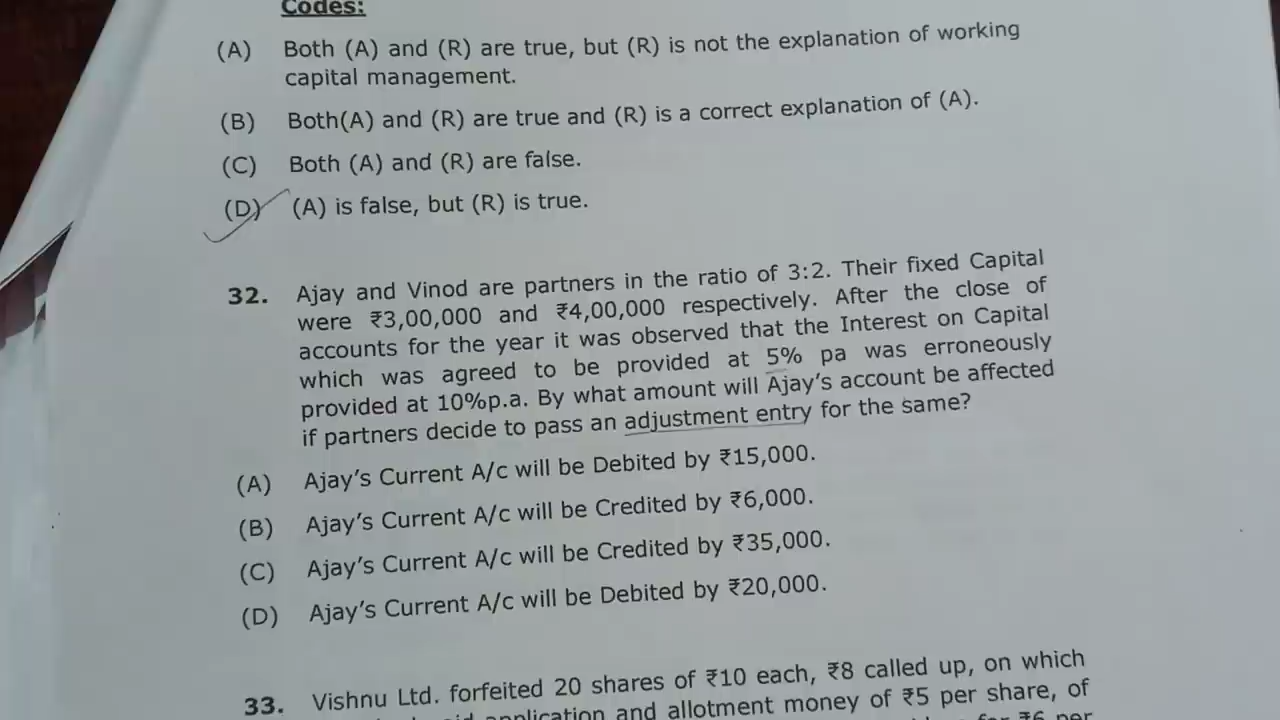 Codes:
(A) Both (A) and (R) are true, but (R) is not the explanation of working
capital management.
(B) Both(A) and (R) are true and (R) is a correct explanation of (A).
(C) Both (A) and (R) are false.
(D) (A) is false, but (R) is true.
32. Ajay and Vinod are partners in the ratio of 3:2. Their fixed Capital
were ₹3,00,000 and ₹4,00,000 respectively. After the close of
accounts for the year it was observed that the Interest on Capital
which was agreed to be provided at 5% pa was erroneously
provided at 10%p.a. By what amount will Ajay's account be affected
if partners decide to pass an adjustment entry for the same?
(A) Ajay's Current A/c will be Debited by ₹15,000.
(B) Ajay's Current A/c will be Credited by ₹6,000.
(C) Ajay's Current A/c will be Credited by ₹35,000.
(D) Ajay's Current A/c will be Debited by ₹20,000.
33. Vishnu Ltd. forfeited 20 shares of ₹10 each, ₹8 called up, on which
application and allotment money of ₹5 per share, of
₹6 per